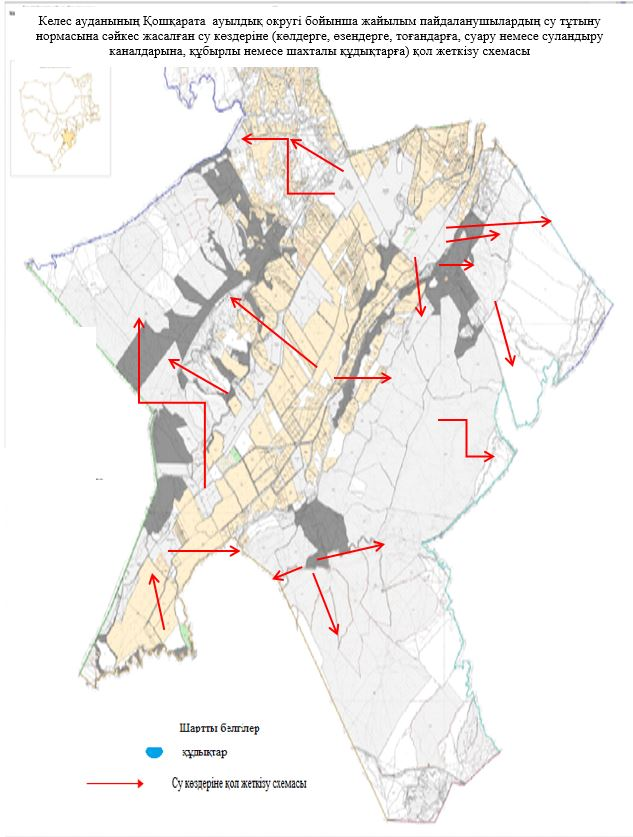 Келес ауданының Қошқарата ауылдық округі бойынша жайылым пайдаланушылардың су тұтыну
нормасына сәйкес жасалған су көздеріне (көлдерге, өзендерге, тоғандарға, суару немесе суландыру
каналдарына, құбырлы немесе шахталы құдықтарға) қол жеткізу схемасы
Шартты белгілер
құдықтар
Су көздеріне қол жеткізу схемасы